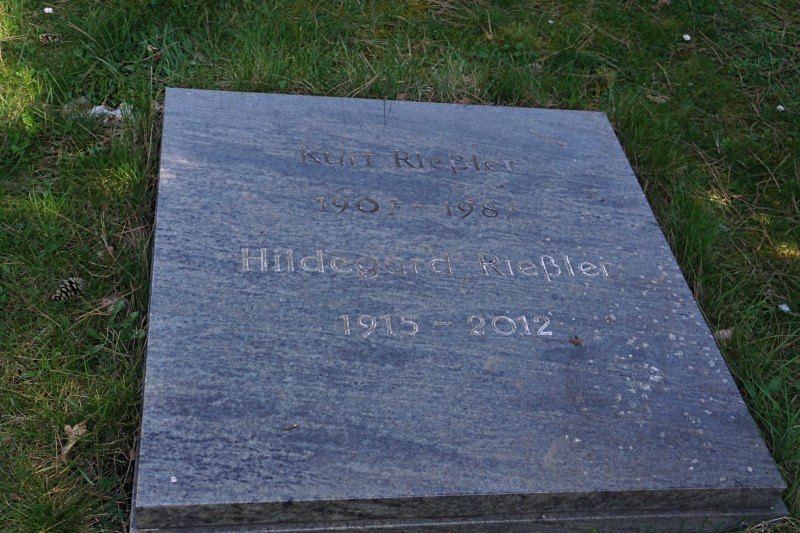 Kurt Rießler
Hildegard Rießler
1915 – 2012